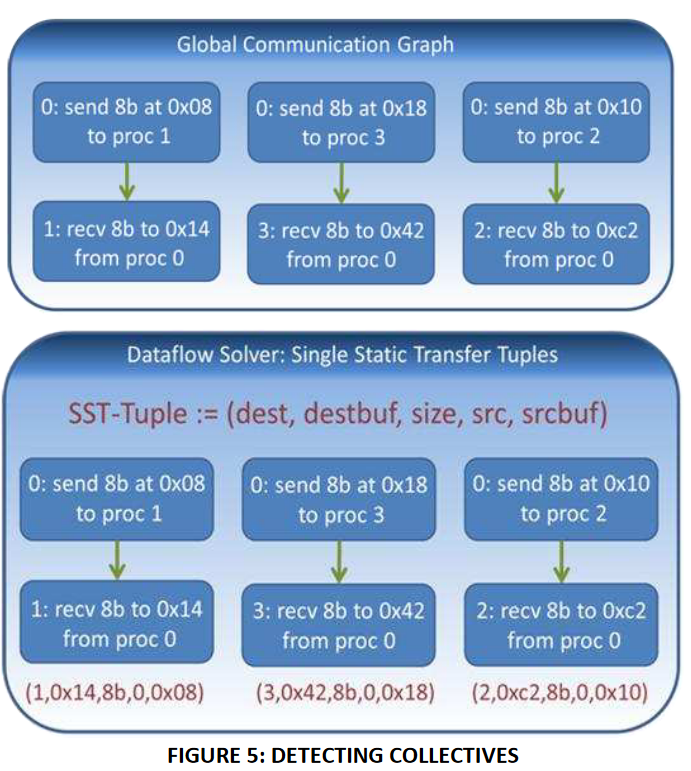 Global Communication Graph
0: send 8b at 0x08
to proc 1
0: send 8b at 0x18
to proc 3
0: send 8b at 0x10
to proc 2
1: recv 8b to 0x14
from proc 0
3: recv 8b to 0x42
from proc 0
2: recv 8b to 0xc2
from proc 0
Dataflow Solver: Single Static Transfer Tuples
SST-Tuple := (dest, destbuf, size, src, srcbuf)
0: send 8b at 0x08
to proc 1
0: send 8b at 0x18
to proc 3
0: send 8b at 0x10
to proc 2
1: recv 8b to 0x14
from proc 0
3: recv 8b to 0x42
from proc 0
2: recv 8b to 0xc2
from proc 0
(1,0x14,8b,0,0x08)
(3,0x42,8b,0,0x18)
(2,0xc2,8b,0,0x10)
FIGURE 5: DETECTING COLLECTIVES